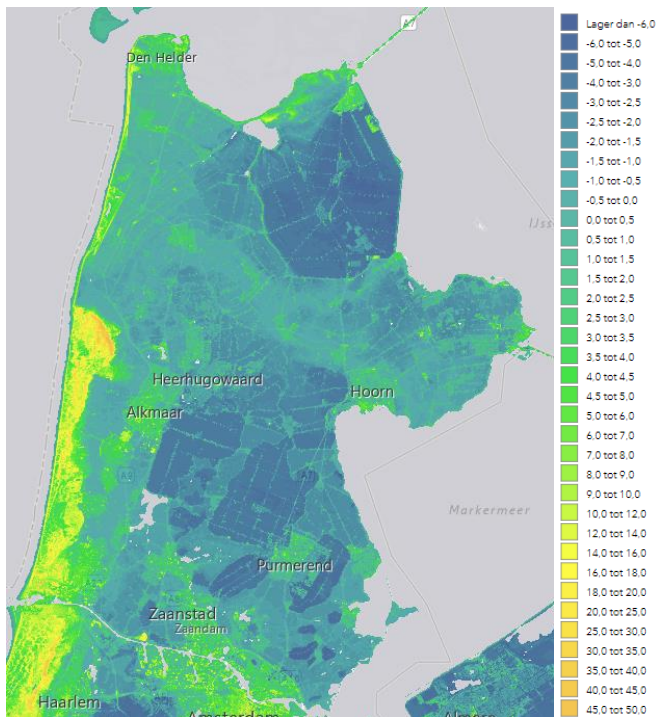 A7
Den Helder
IJss
Heerhugowaard
Hoorn
Alkmaar
A7
Markermeer
Purmerend
Zaanstad
Zaandam
Haarlem
Amsterdam
Almere
Lager dan -6,0
-6,0 tot -5,0
-5,0 tot -4,0
-4,0 tot -3,0
-3,0 tot -2,5
-2,5 tot -2,0
-2,0 tot -1,5
-1,5 tot -1,0
-1,0 tot -0,5
-0,5 tot 0,0
0,0 tot 0,5
0,5 tot 1,0
1,0 tot 1,5
1,5 tot 2,0
2,0 tot 2,5
2,5 tot 3,0
3,0 tot 3,5
3,5 tot 4,0
4,0 tot 4,5
4,5 tot 5,0
5,0 tot 6,0
6,0 tot 7,0
7,0 tot 8,0
8,0 tot 9,0
9,0 tot 10,0
10,0 tot 12,0
12,0 tot 14,0
14,0 tot 16,0
16,0 tot 18,0
18,0 tot 20,0
20,0 tot 25,0
25,0 tot 30,0
30,0 tot 35,0
35,0 tot 40,0
40,0 tot 45,0
45,0 tot 50,0